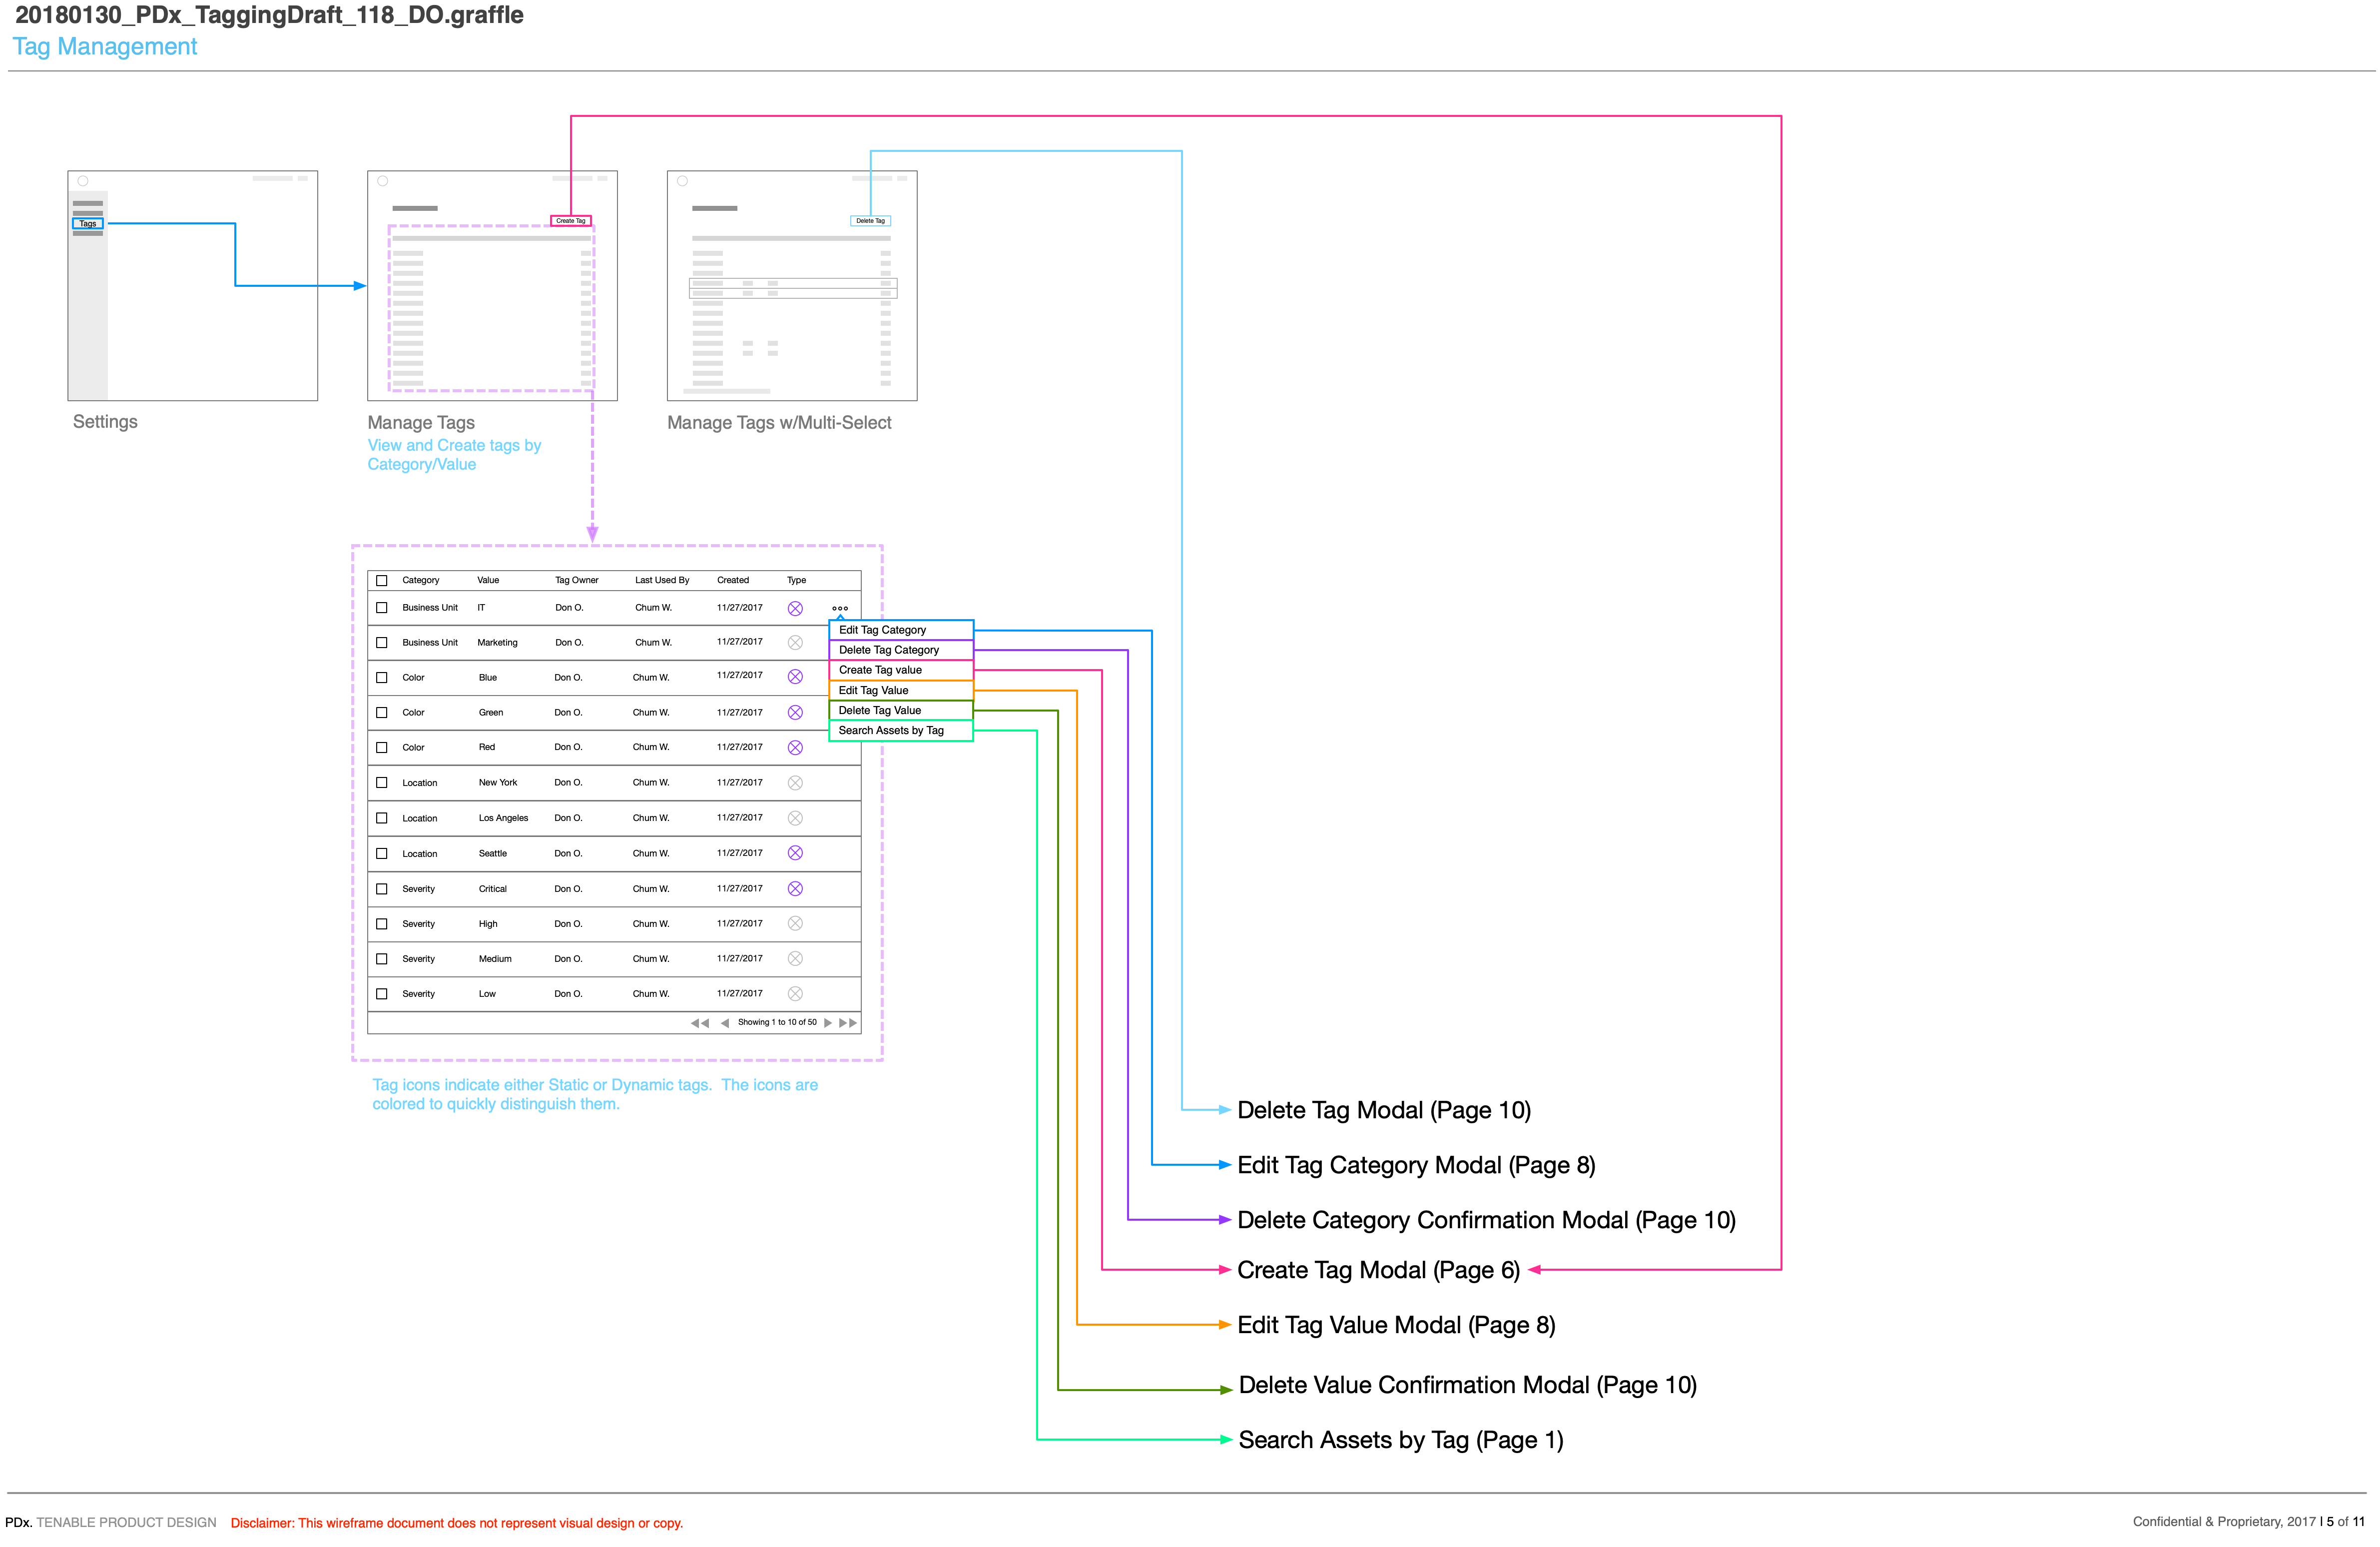 20180130_PDx_TaggingDraft_118_DO.graffle
Tag Management
Tags
Create Tag
Delete Tag
Settings
Manage Tags
View and Create tags by
Category/Value
Manage Tags w/Multi-Select
Category Value Tag Owner Last Used By Created Type
Business Unit IT Don O. Chum W. 11/27/2017
Business Unit Marketing Don O. Chum W. 11/27/2017
Color Blue Don O. Chum W. 11/27/2017
Color Green Don O. Chum W. 11/27/2017
Color Red Don O. Chum W. 11/27/2017
Location New York Don O. Chum W. 11/27/2017
Location Los Angeles Don O. Chum W. 11/27/2017
Location Seattle Don O. Chum W. 11/27/2017
Severity Critical Don O. Chum W. 11/27/2017
Severity High Don O. Chum W. 11/27/2017
Severity Medium Don O. Chum W. 11/27/2017
Severity Low Don O. Chum W. 11/27/2017
Showing 1 to 10 of 50
Edit Tag Category
Delete Tag Category
Create Tag value
Edit Tag Value
Delete Tag Value
Search Assets by Tag
Tag icons indicate either Static or Dynamic tags. The icons are
colored to quickly distinguish them.
Delete Tag Modal (Page 10)
Edit Tag Category Modal (Page 8)
Delete Category Confirmation Modal (Page 10)
Create Tag Modal (Page 6)
Edit Tag Value Modal (Page 8)
Delete Value Confirmation Modal (Page 10)
Search Assets by Tag (Page 1)
PDx. TENABLE PRODUCT DESIGN Disclaimer: This wireframe document does not represent visual design or copy.
Confidential & Proprietary, 2017 | 5 of 11